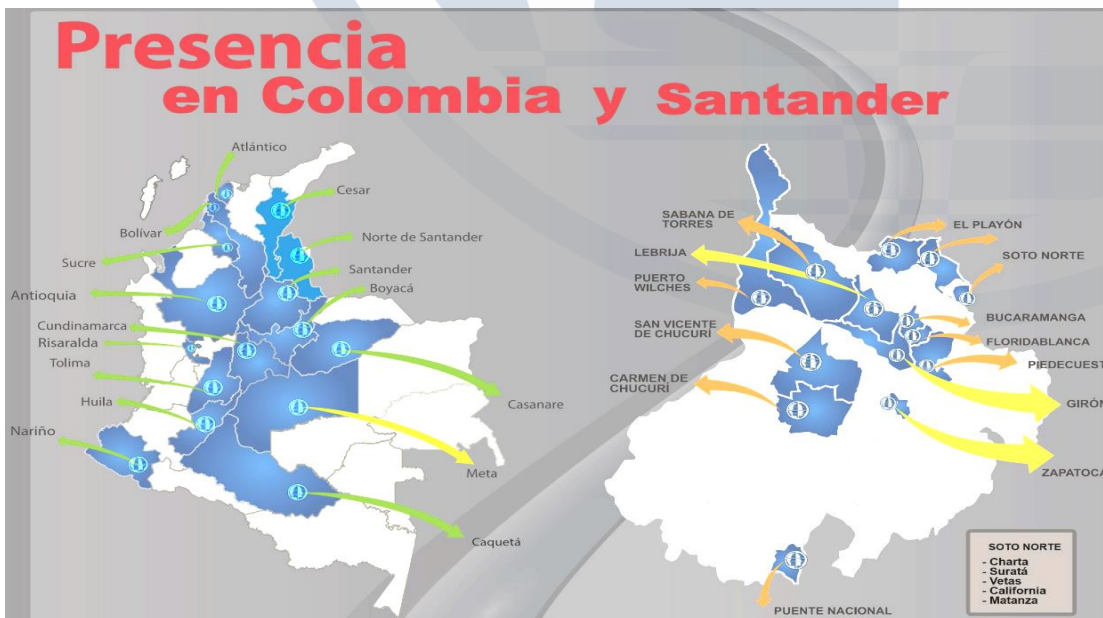 Presencia
en Colombia y Santander
Atlántico
Cesar
Bolívar
Norte de Santander
Sucre
Santander
Antioquia
Boyacá
Cundinamarca
Risaralda
Tolima
Huila
Casanare
Nariño
Meta
Caquetá
SABANA DE
TORRES
EL PLAYÓN
LEBRIJA
SOTO NORTE
PUERTO
WILCHES
BUCARAMANGA
SAN VICENTE
DE CHUCURÍ
FLORIDABLANCA
PIEDECUEST
CARMEN DE
CHUCURÍ
GIRÓN
ZAPATOCA
PUENTE NACIONAL
SOTO NORTE
- Charta
- Suratá
- Vetas
- California
- Matanza